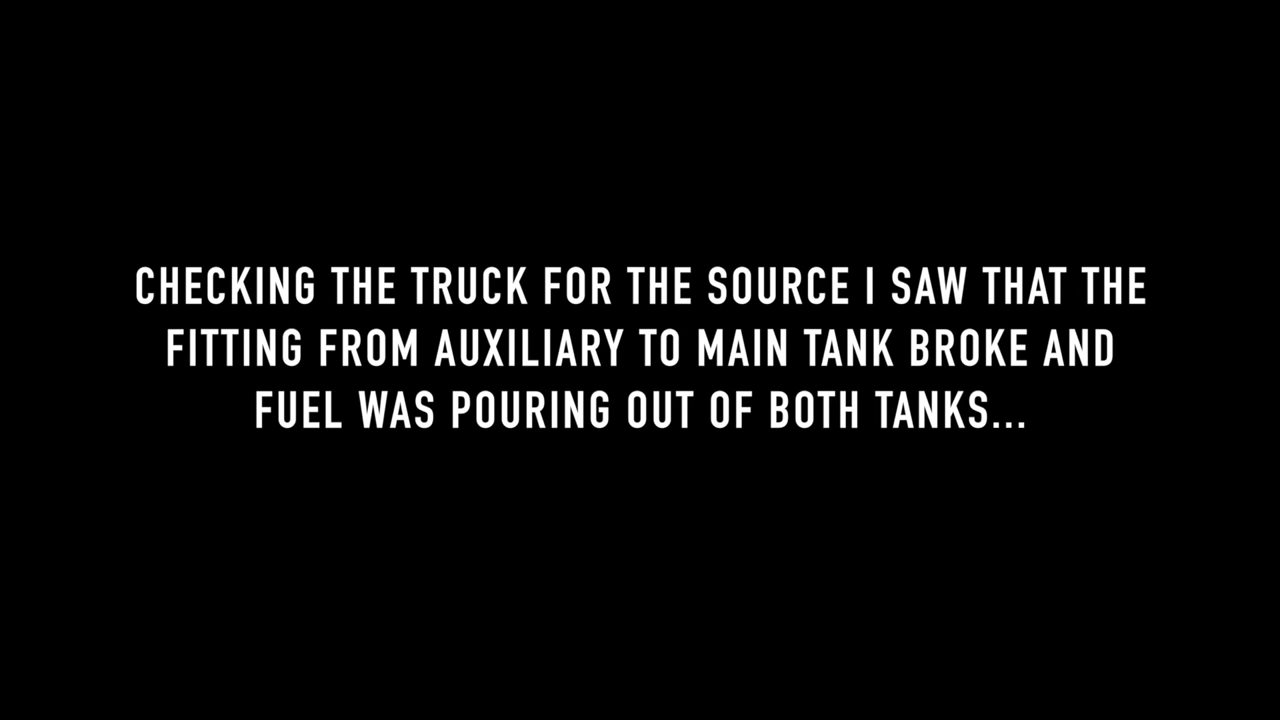 CHECKING THE TRUCK FOR THE SOURCE I SAW THAT THE
FITTING FROM AUXILIARY TO MAIN TANK BROKE AND
FUEL WAS POURING OUT OF BOTH TANKS...